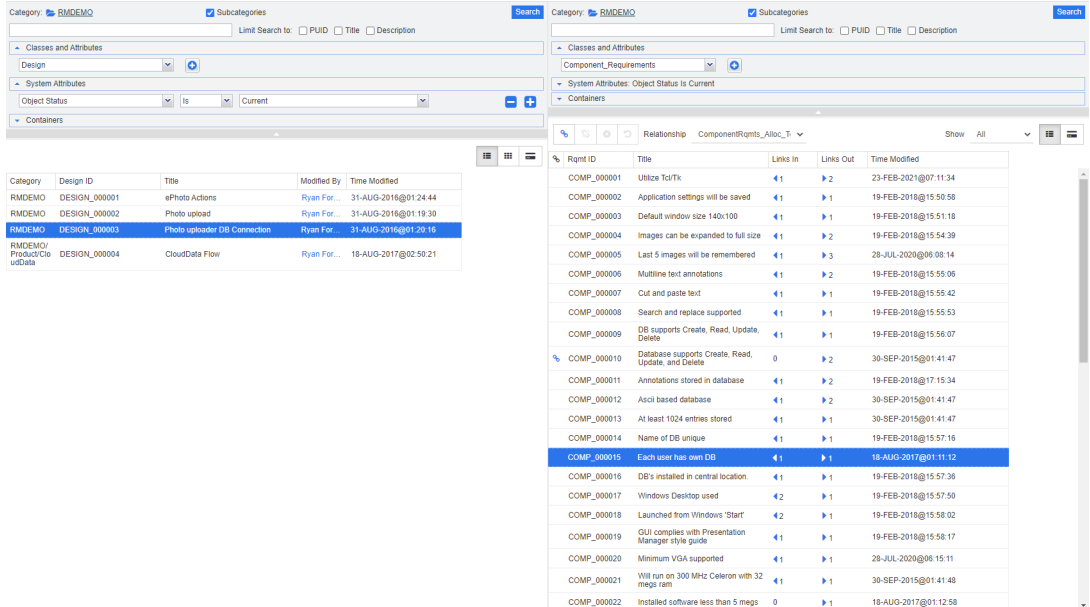 Category: RMDEMO Subcategories Search
Limit Search to: PUID Title Description
Classes and Attributes
Design
System Attributes
Object Status Is Current
Containers
Category Design ID Title Modified By Time Modified
RMDEMO DESIGN_000001 ePhoto Actions Ryan For... 31-AUG-2016@01:24:44
RMDEMO DESIGN_000002 Photo upload Ryan For... 31-AUG-2016@01:19:30
RMDEMO DESIGN_000003 Photo uploader DB Connection Ryan For... 31-AUG-2016@01:20:16
RMDEMO/
Product/Clo
udData DESIGN_000004 CloudData Flow Ryan For... 18-AUG-2017@02:50:21
Category: RMDEMO Subcategories Search
Limit Search to: PUID Title Description
Classes and Attributes
Component_Requirements
System Attributes: Object Status Is Current
Containers
Relationship ComponentRqmts_Alloc_T Show All
Rqmt ID Title Links In Links Out Time Modified
COMP_000001 Utilize Tcl/Tk 1 2 23-FEB-2021@07:11:34
COMP_000002 Application settings will be saved 1 1 19-FEB-2018@15:50:58
COMP_000003 Default window size 140x100 1 1 19-FEB-2018@15:51:18
COMP_000004 Images can be expanded to full size 1 2 19-FEB-2018@15:54:39
COMP_000005 Last 5 images will be remembered 1 3 28-JUL-2020@06:08:14
COMP_000006 Multiline text annotations 1 2 19-FEB-2018@15:55:06
COMP_000007 Cut and paste text 1 1 19-FEB-2018@15:55:42
COMP_000008 Search and replace supported 1 1 19-FEB-2018@15:55:53
COMP_000009 DB supports Create, Read, Update,
Delete 1 1 19-FEB-2018@15:56:07
COMP_000010 Database supports Create, Read,
Update, and Delete 0 2 30-SEP-2015@01:41:47
COMP_000011 Annotations stored in database 1 2 19-FEB-2018@17:15:34
COMP_000012 Ascii based database 1 2 30-SEP-2015@01:41:47
COMP_000013 At least 1024 entries stored 1 1 30-SEP-2015@01:41:47
COMP_000014 Name of DB unique 1 1 19-FEB-2018@15:57:16
COMP_000015 Each user has own DB 1 1 18-AUG-2017@01:11:12
COMP_000016 DB's installed in central location. 1 1 19-FEB-2018@15:57:36
COMP_000017 Windows Desktop used 2 1 19-FEB-2018@15:57:50
COMP_000018 Launched from Windows 'Start' 2 1 19-FEB-2018@15:58:02
COMP_000019 GUI complies with Presentation
Manager style guide 1 1 19-FEB-2018@15:58:17
COMP_000020 Minimum VGA supported 1 1 28-JUL-2020@06:15:11
COMP_000021 Will run on 300 MHz Celeron with 32
megs ram 1 1 30-SEP-2015@01:41:48
COMP_000022 Installed software less than 5 megs 0 1 18-AUG-2017@01:12:58